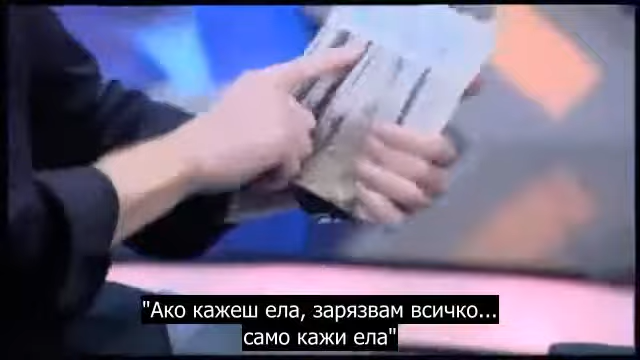 "Ако кажеш ела, зарязвам всичко...
само кажи ела"